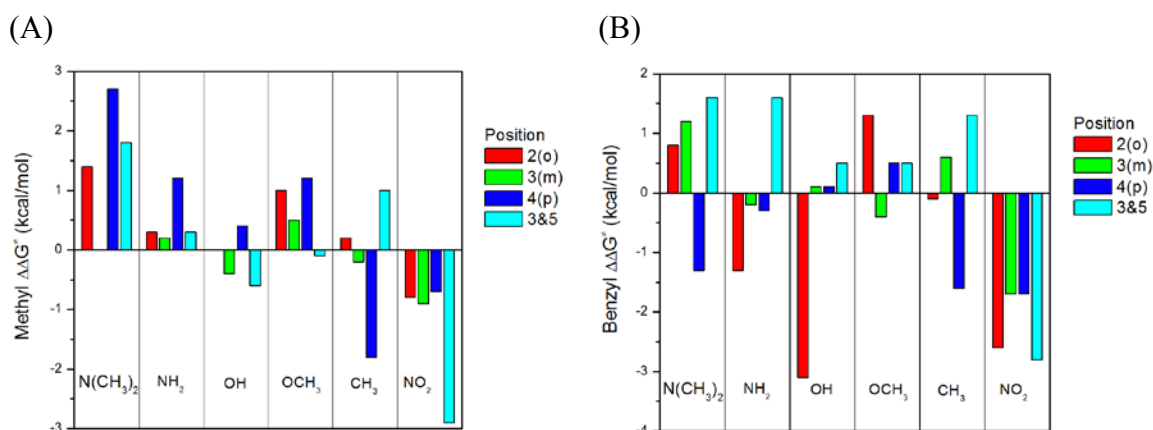 (A)
Methyl ΔΔG≠ (kcal/mol)
3
2
1
0
-1
-2
-3
N(CH₃)₂
NH₂
OH
OCH₃
CH₃
NO₂
Position
2(o)
3(m)
4(p)
3&5
(B)
Benzyl ΔΔG≠ (kcal/mol)
2
1
0
-1
-2
-3
-4
N(CH₃)₂
NH₂
OH
OCH₃
CH₃
NO₂
Position
2(o)
3(m)
4(p)
3&5